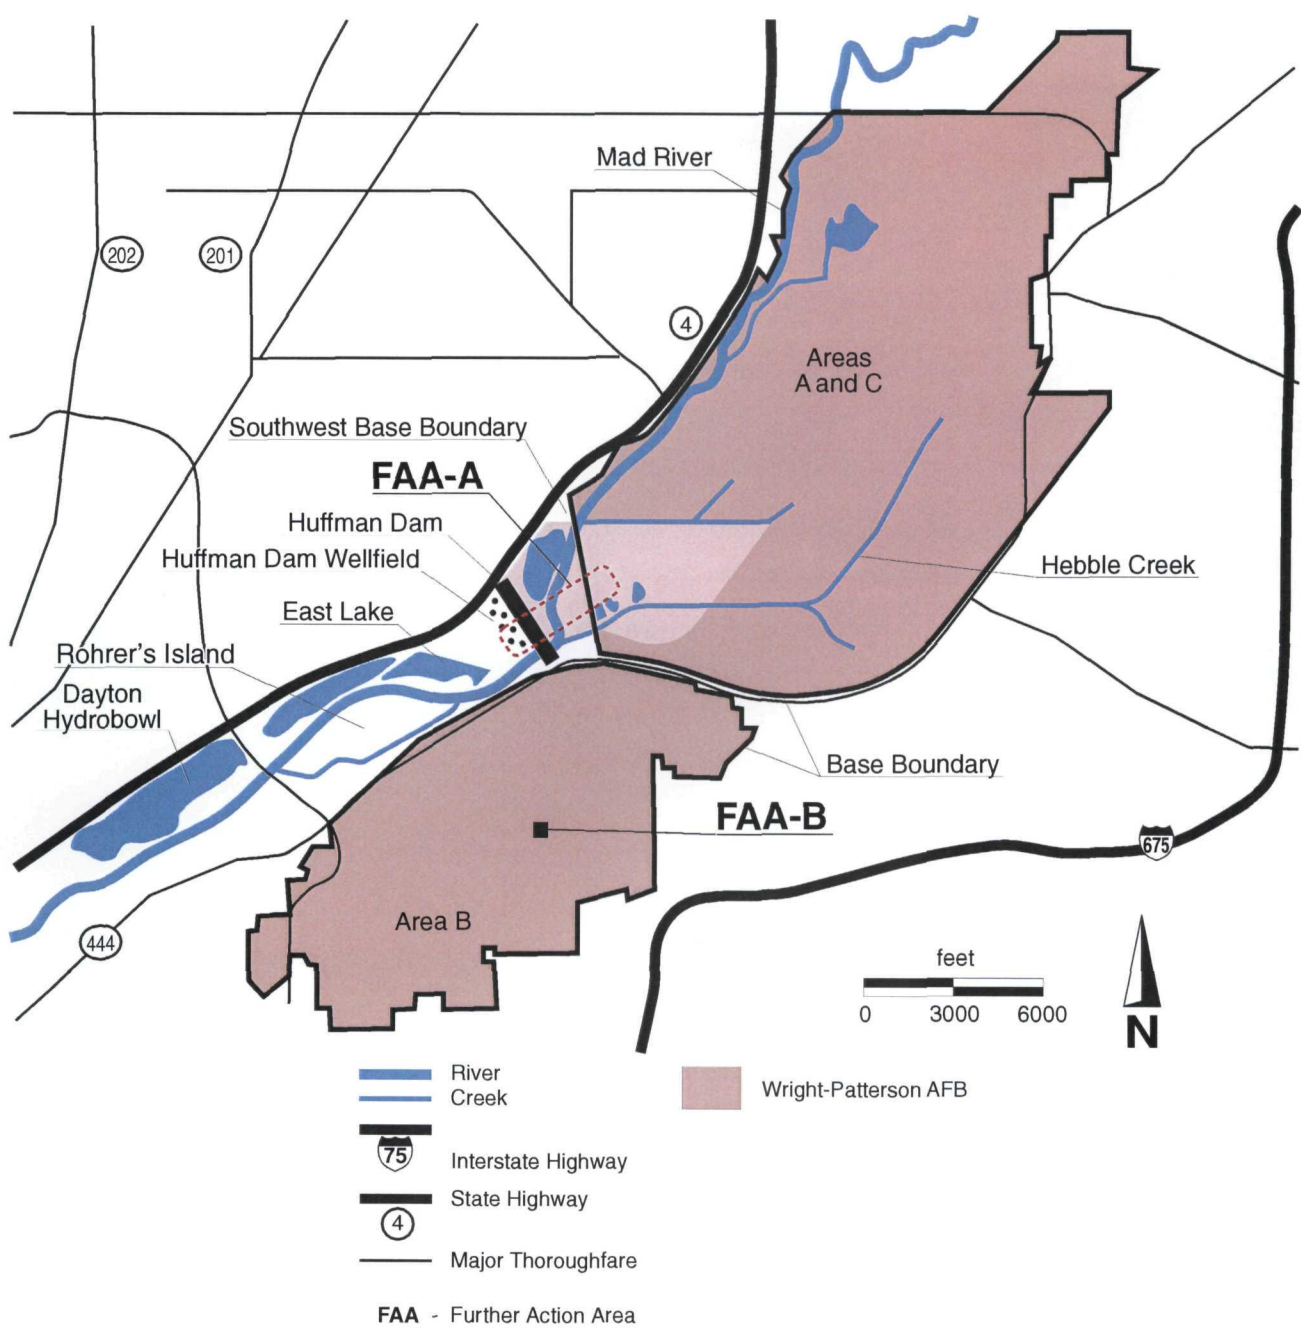 Mad River
202
201
4
Areas
A and C
Southwest Base Boundary
FAA-A
Huffman Dam
Huffman Dam Wellfield
Hebble Creek
East Lake
Rohrer's Island
Dayton
Hydrobowl
Base Boundary
FAA-B
675
Area B
444
feet
0 3000 6000
N
River
Creek
Wright-Patterson AFB
75
Interstate Highway
State Highway
4
Major Thoroughfare
FAA - Further Action Area